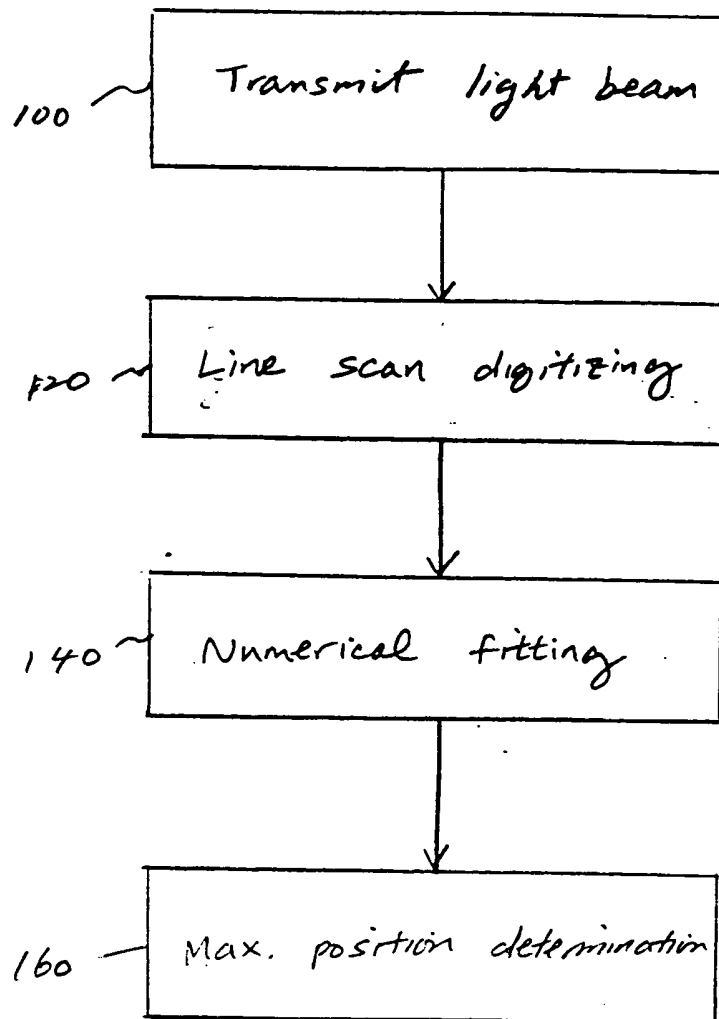 Transmit light beam
100
Line scan digitizing
120
Numerical fitting
140
Max. position determination
160